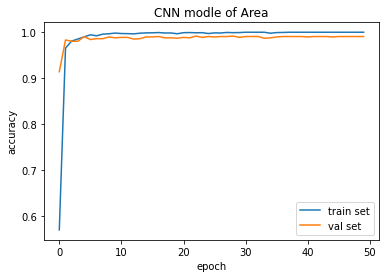 CNN modle of Area
1.0
0.9
0.8
0.7
0.6
accuracy
0 10 20 30 40 50
epoch
train set
val set